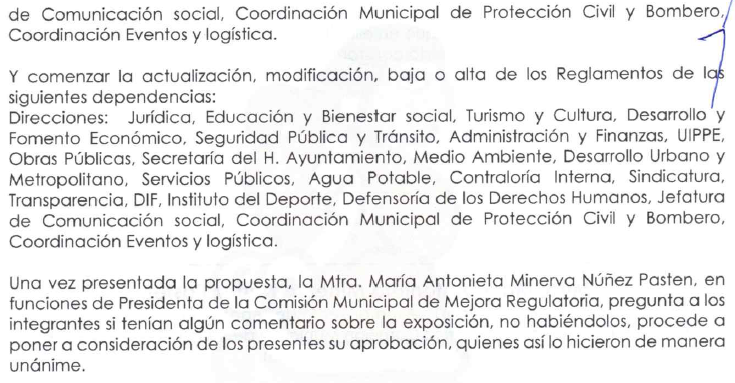 de Comunicación social, Coordinación Municipal de Protección Civil y Bombero,
Coordinación Eventos y logística.
Y comenzar la actualización, modificación, baja o alta de los Reglamentos de las
siguientes dependencias:
Direcciones: Jurídica, Educación y Bienestar social, Turismo y Cultura, Desarrollo y
Fomento Económico, Seguridad Pública y Tránsito, Administración y Finanzas, UIPPE,
Obras Públicas, Secretaría del H. Ayuntamiento, Medio Ambiente, Desarrollo Urbano y
Metropolitano, Servicios Públicos, Agua Potable, Contraloría Interna, Sindicatura,
Transparencia, DIF, Instituto del Deporte, Defensoría de los Derechos Humanos, Jefatura
de Comunicación social, Coordinación Municipal de Protección Civil y Bombero,
Coordinación Eventos y logística.
Una vez presentada la propuesta, la Mtra. María Antonieta Minerva Núñez Pasten, en
funciones de Presidenta de la Comisión Municipal de Mejora Regulatoria, pregunta a los
integrantes si tenían algún comentario sobre la exposición, no habiéndolos, procede a
poner a consideración de los presentes su aprobación, quienes así lo hicieron de manera
unánime.